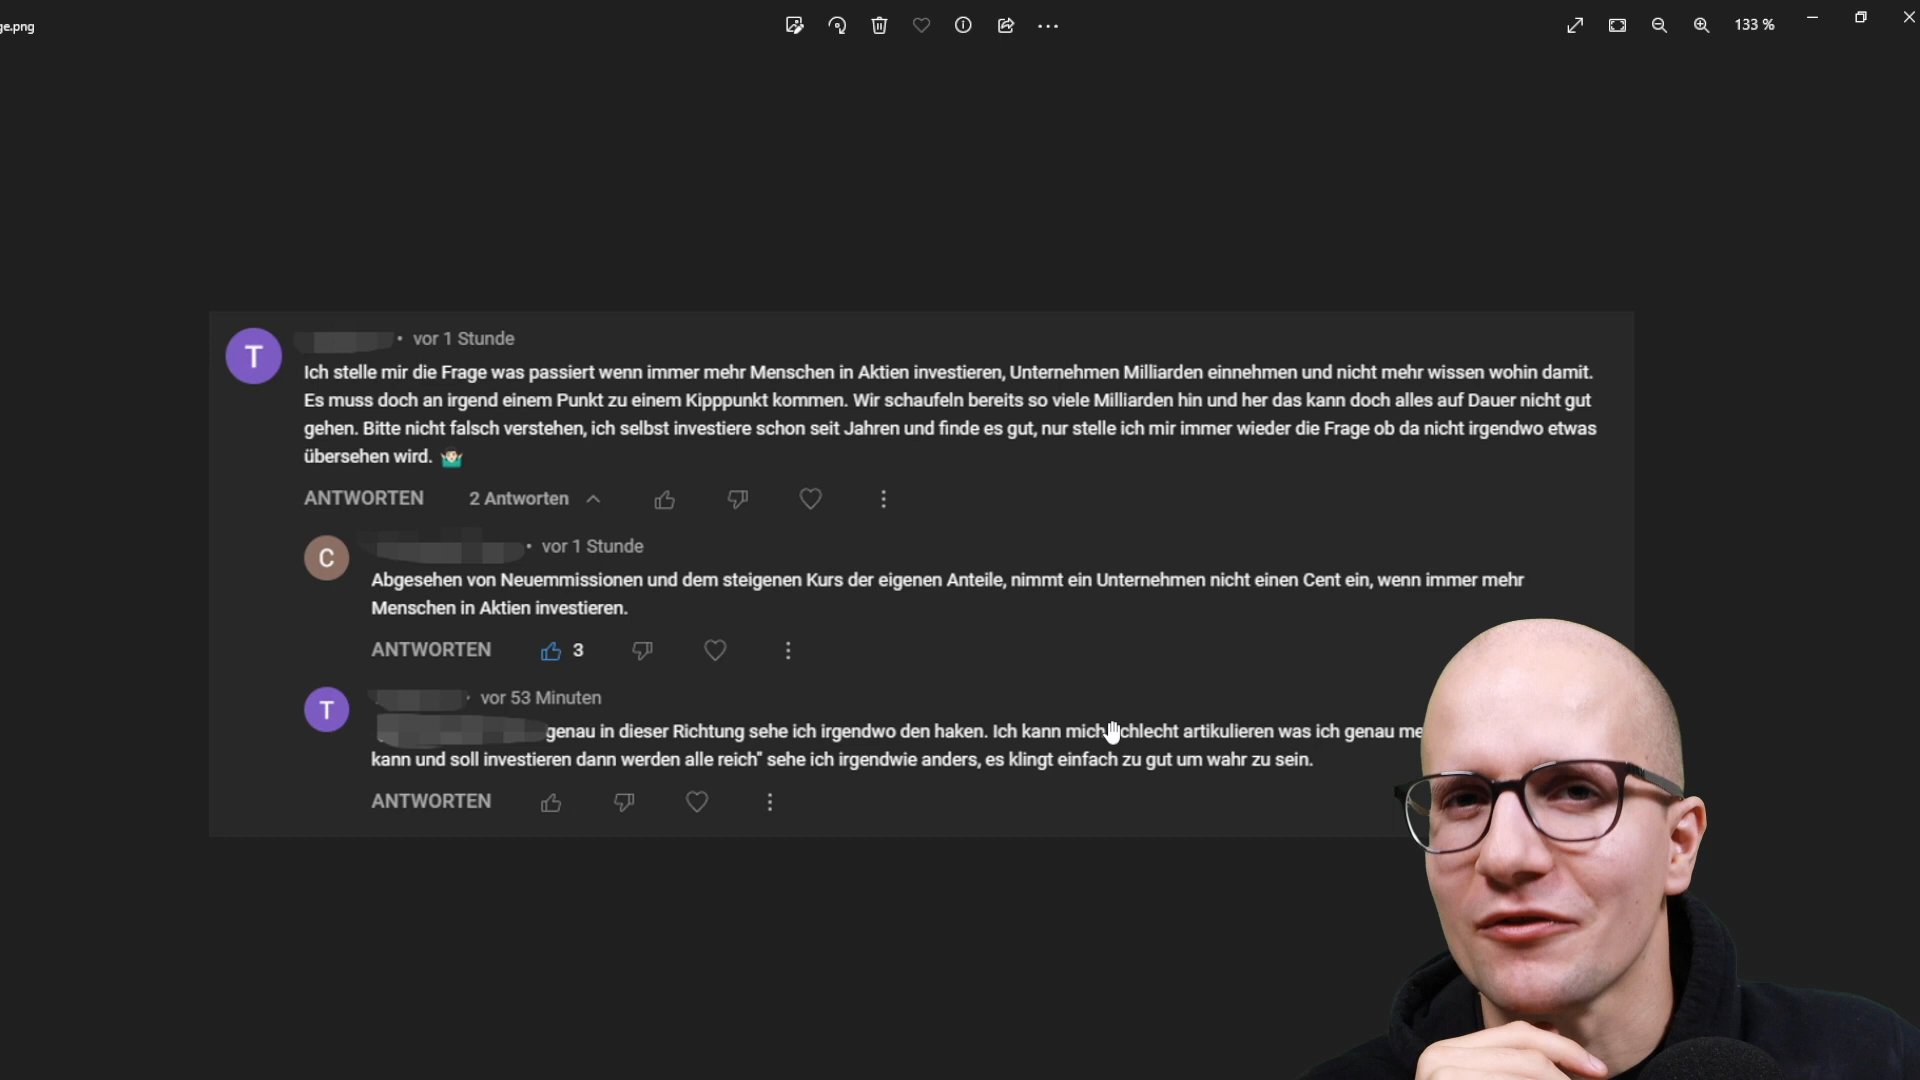 ge.png
133 %
T
• vor 1 Stunde
Ich stelle mir die Frage was passiert wenn immer mehr Menschen in Aktien investieren, Unternehmen Milliarden einnehmen und nicht mehr wissen wohin damit.
Es muss doch an irgend einem Punkt zu einem Kipppunkt kommen. Wir schaufeln bereits so viele Milliarden hin und her das kann doch alles auf Dauer nicht gut
gehen. Bitte nicht falsch verstehen, ich selbst investiere schon seit Jahren und finde es gut, nur stelle ich mir immer wieder die Frage ob da nicht irgendwo etwas
übersehen wird. 🤷🏻‍♂️
ANTWORTEN 2 Antworten
C
• vor 1 Stunde
Abgesehen von Neuemmissionen und dem steigenen Kurs der eigenen Anteile, nimmt ein Unternehmen nicht einen Cent ein, wenn immer mehr
Menschen in Aktien investieren.
ANTWORTEN 3
T
• vor 53 Minuten
genau in dieser Richtung sehe ich irgendwo den haken. Ich kann mich artikulieren was ich genau
kann und soll investieren dann werden alle reich" sehe ich irgendwie anders, es klingt einfach zu gut um wahr zu sein.
ANTWORTEN